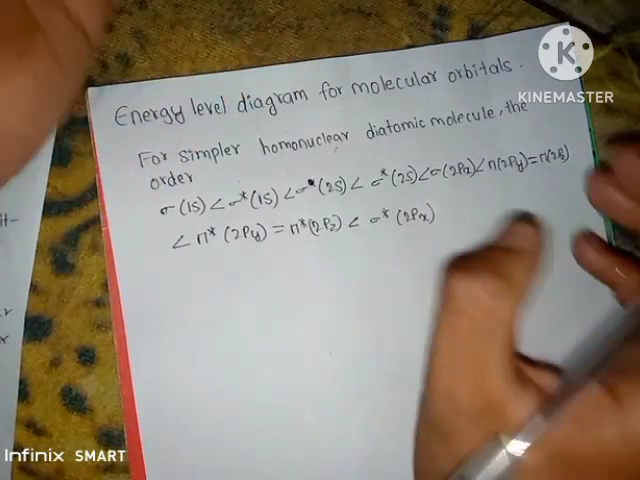 Energy level diagram for molecular orbitals.
For simpler homonuclear diatomic molecule, the
order
σ(1S) < σ*(1S) < σ*(2S) < σ*(2S) < σ(2Px) < π(2Py) = π(2Pz)
< π*(2Py) = π*(2Pz) < σ*(2Px)
KINEMASTER
Infinix SMART